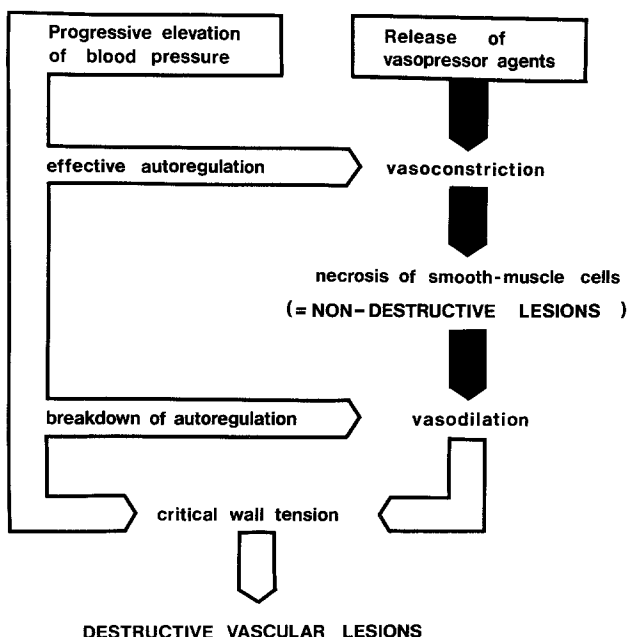 Progressive elevation
of blood pressure
Release of
vasopressor agents
effective autoregulation
vasoconstriction
necrosis of smooth-muscle cells
(= NON-DESTRUCTIVE LESIONS )
breakdown of autoregulation
vasodilation
critical wall tension
DESTRUCTIVE VASCULAR LESIONS